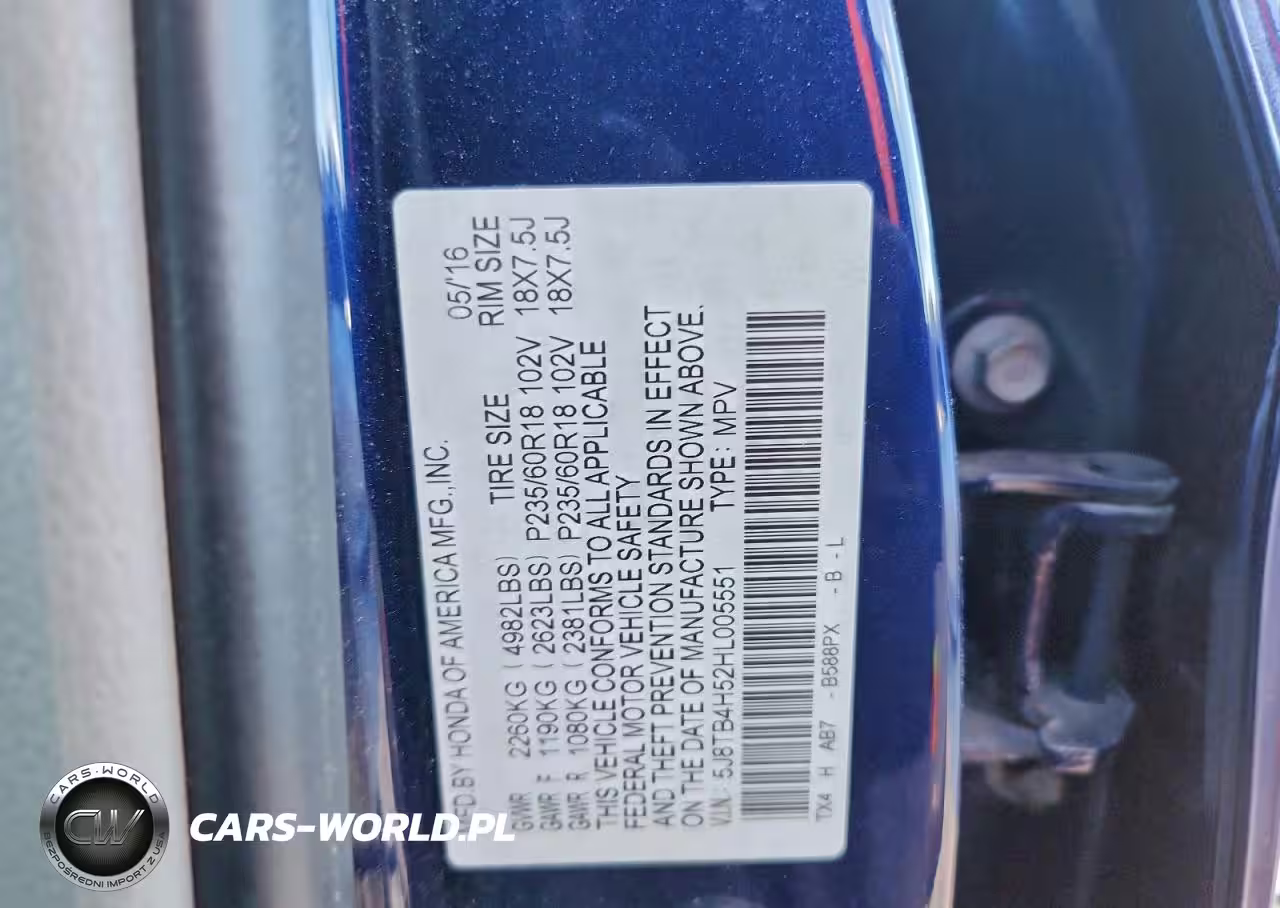 MFD.BY HONDA OF AMERICA MFG.,INC. 05/'16
TIRE SIZE RIM SIZE
GVWR 2260KG ( 4982LBS)
GAWR F 1190KG ( 2623LBS) P235/60R18 102V 18X7.5J
GAWR R 1080KG ( 2381LBS) P235/60R18 102V 18X7.5J
THIS VEHICLE CONFORMS TO ALL APPLICABLE
FEDERAL MOTOR VEHICLE SAFETY
AND THEFT PREVENTION STANDARDS IN EFFECT
ON THE DATE OF MANUFACTURE SHOWN ABOVE.
V.I.N.: 5J8TB4H52HL005551 TYPE: MPV
TX4 H AB7 -B588PX -B-L
CARS-WORLD
CW
BEZPOŚREDNI IMPORT Z USA
CARS-WORLD.PL